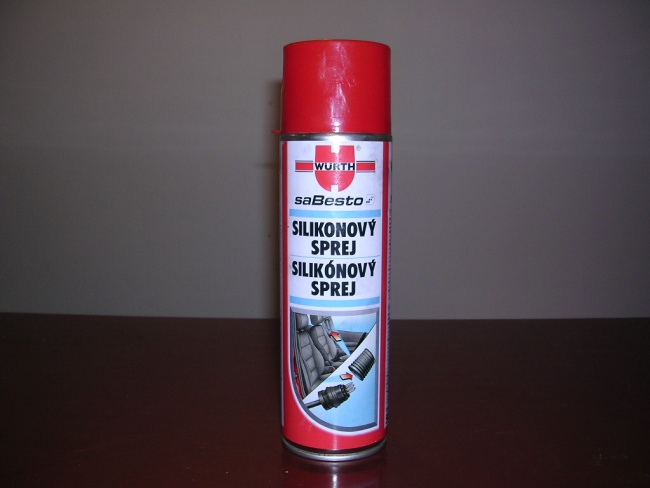 WÜRTH
saBesto
SILIKONOVÝ
SPREJ
SILIKÓNOVÝ
SPREJ